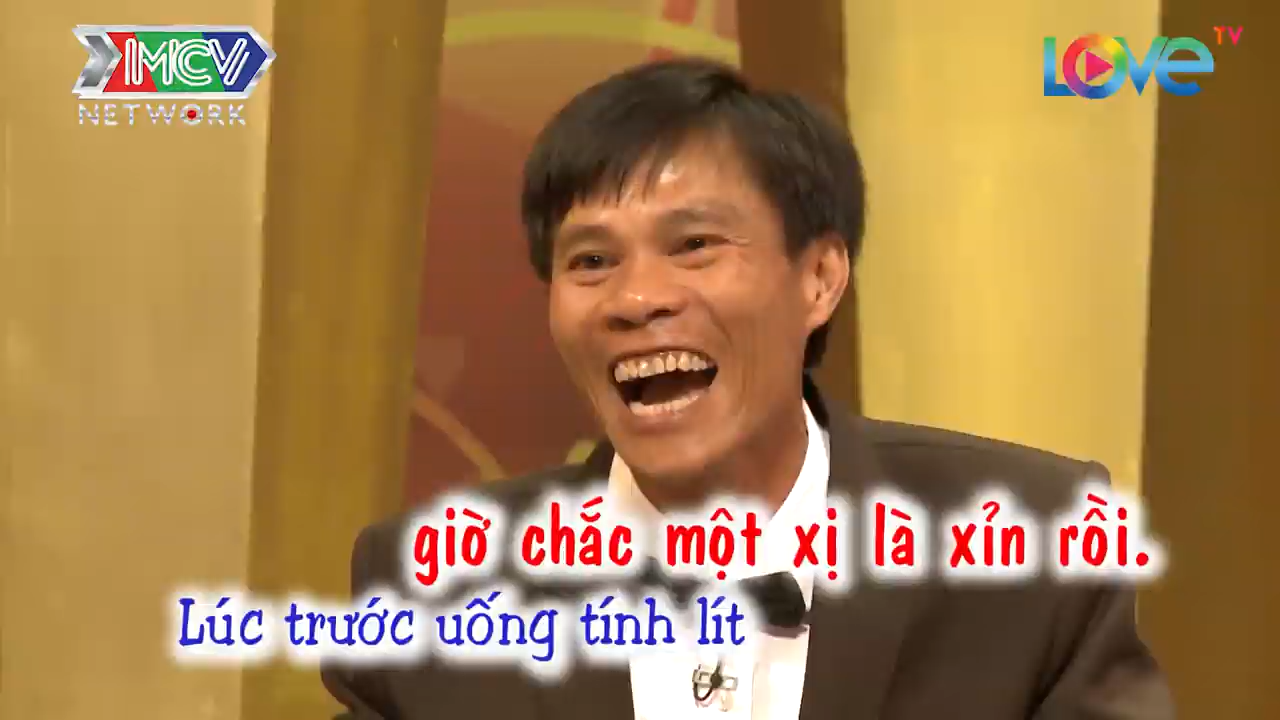 MCV
NETWORK
LOVE TV
giờ chắc một xị là xỉn rồi.
Lúc trước uống tính lít